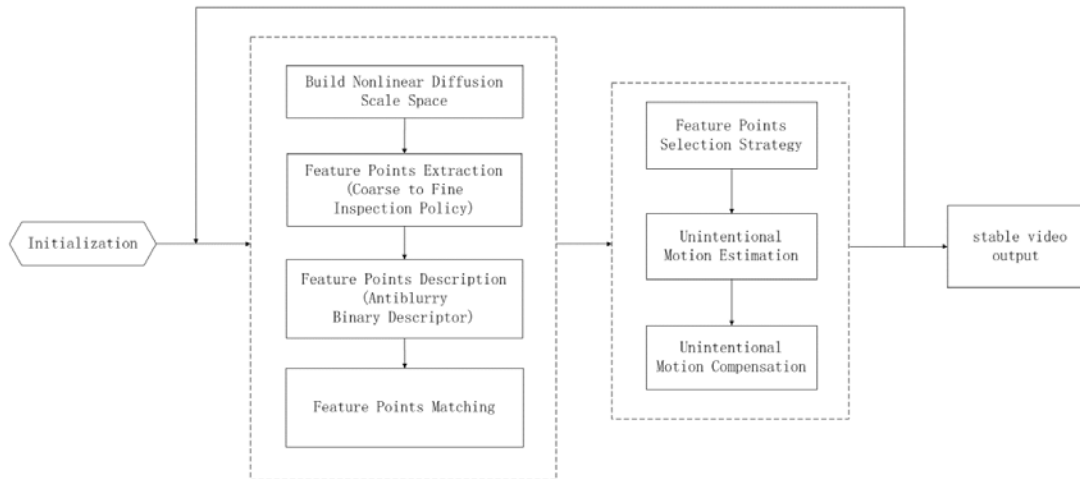 Initialization
Build Nonlinear Diffusion
Scale Space
Feature Points Extraction
(Coarse to Fine
Inspection Policy)
Feature Points Description
(Antiblurry
Binary Descriptor)
Feature Points Matching
Feature Points
Selection Strategy
Unintentional
Motion Estimation
Unintentional
Motion Compensation
stable video
output